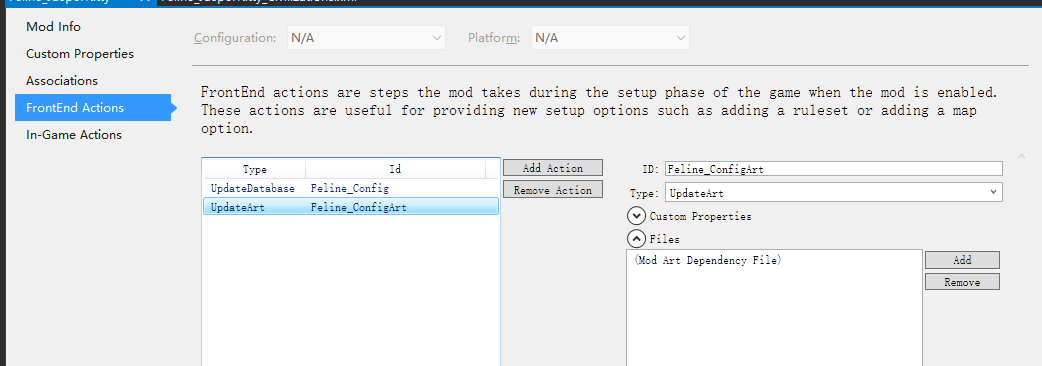 Mod Info
Custom Properties
Associations
FrontEnd Actions
In-Game Actions
Configuration: N/A
Platform: N/A
FrontEnd actions are steps the mod takes during the setup phase of the game when the mod is enabled.
These actions are useful for providing new setup options such as adding a ruleset or adding a map
option.
Type Id
UpdateDatabase Feline_Config
UpdateArt Feline_ConfigArt
Add Action
Remove Action
ID: Feline_ConfigArt
Type: UpdateArt
Custom Properties
Files
(Mod Art Dependency File)
Add
Remove